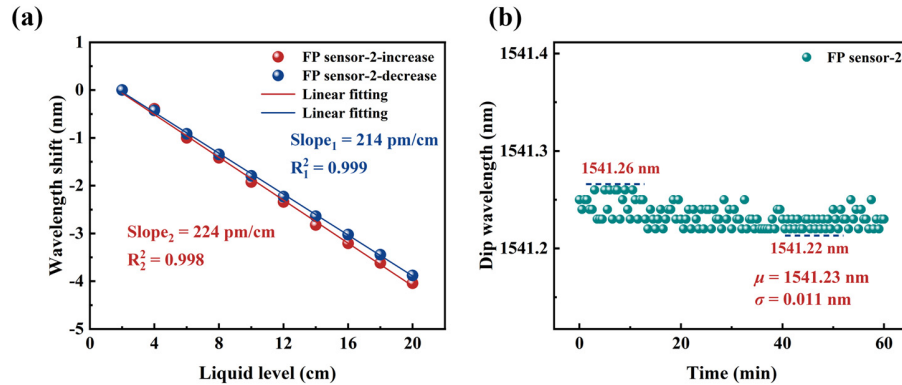 (a)
1
0
-1
-2
-3
-4
-5
Wavelength shift (nm)
FP sensor-2-increase
FP sensor-2-decrease
Linear fitting
Linear fitting
Slope₁ = 214 pm/cm
R₁² = 0.999
Slope₂ = 224 pm/cm
R₂² = 0.998
0 4 8 12 16 20
Liquid level (cm)
(b)
1541.4
1541.3
1541.2
Dip wavelength (nm)
FP sensor-2
1541.26 nm
1541.22 nm
μ = 1541.23 nm
σ = 0.011 nm
0 20 40 60
Time (min)